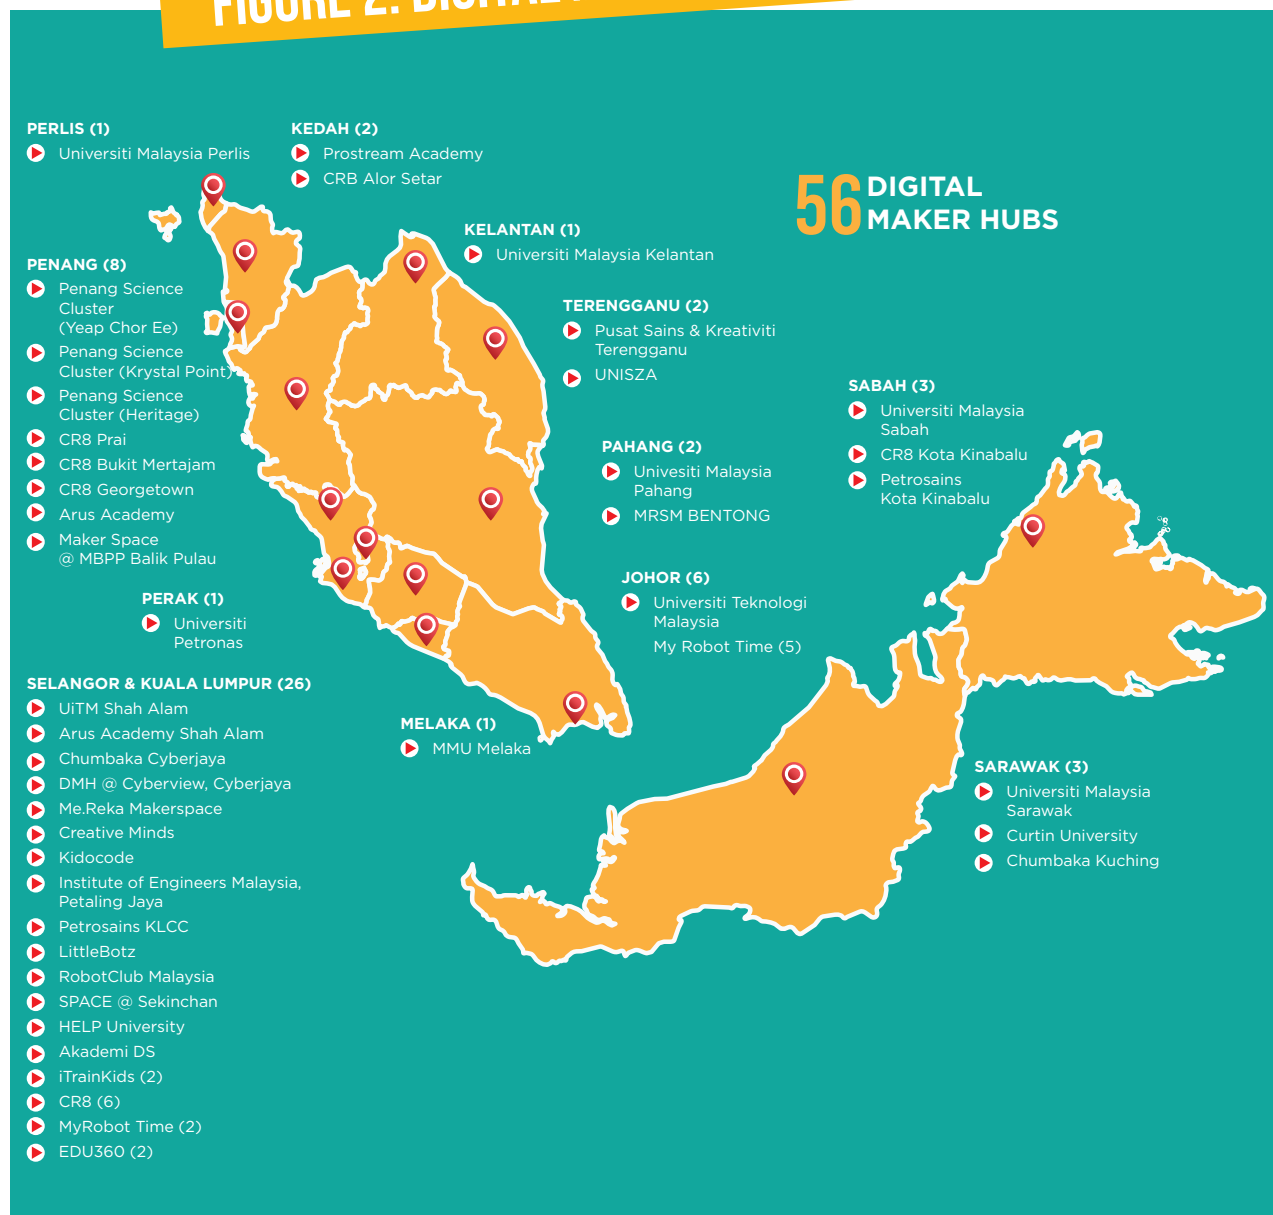 FIGURE 2: DIGITAL
PERLIS (1)
Universiti Malaysia Perlis
KEDAH (2)
Prostream Academy
CRB Alor Setar
56 DIGITAL
MAKER HUBS
KELANTAN (1)
Universiti Malaysia Kelantan
PENANG (8)
Penang Science
Cluster
(Yeap Chor Ee)
Penang Science
Cluster (Krystal Point)
Penang Science
Cluster (Heritage)
CR8 Prai
CR8 Bukit Mertajam
CR8 Georgetown
Arus Academy
Maker Space
@ MBPP Balik Pulau
TERENGGANU (2)
Pusat Sains & Kreativiti
Terengganu
UNISZA
SABAH (3)
Universiti Malaysia
Sabah
CR8 Kota Kinabalu
Petrosains
Kota Kinabalu
PAHANG (2)
Univesiti Malaysia
Pahang
MRSM BENTONG
PERAK (1)
Universiti
Petronas
JOHOR (6)
Universiti Teknologi
Malaysia
My Robot Time (5)
SELANGOR & KUALA LUMPUR (26)
UiTM Shah Alam
Arus Academy Shah Alam
Chumbaka Cyberjaya
DMH @ Cyberview, Cyberjaya
Me.Reka Makerspace
Creative Minds
Kidocode
Institute of Engineers Malaysia,
Petaling Jaya
Petrosains KLCC
LittleBotz
RobotClub Malaysia
SPACE @ Sekinchan
HELP University
Akademi DS
iTrainKids (2)
CR8 (6)
MyRobot Time (2)
EDU360 (2)
MELAKA (1)
MMU Melaka
SARAWAK (3)
Universiti Malaysia
Sarawak
Curtin University
Chumbaka Kuching